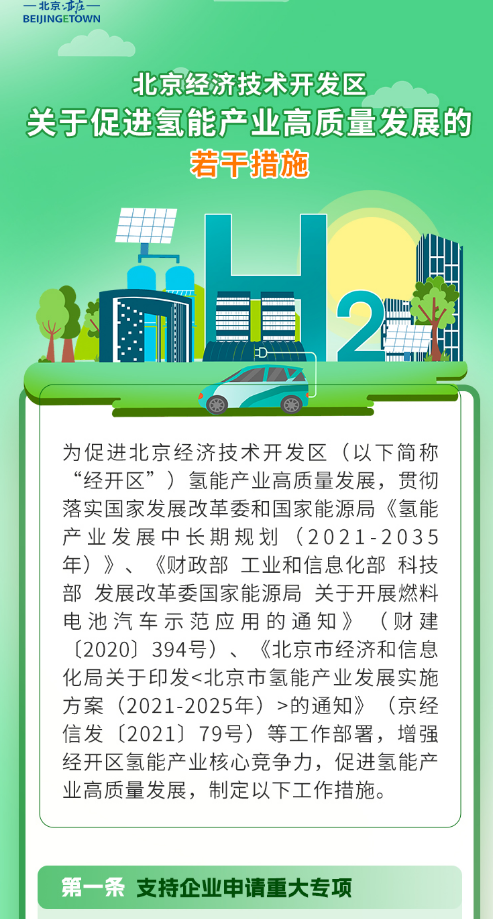 北京亦庄
BEIJINGETOWN
北京经济技术开发区
关于促进氢能产业高质量发展的
若干措施
H2
为促进北京经济技术开发区（以下简称
“经开区”）氢能产业高质量发展，贯彻
落实国家发展改革委和国家能源局《氢能
产业发展中长期规划（2021-2035
年）》、《财政部 工业和信息化部 科技
部 发展改革委国家能源局 关于开展燃料
电池汽车示范应用的通知》（财建
〔2020〕394号）、《北京市经济和信息
化局关于印发<北京市氢能产业发展实施
方案（2021-2025年）>的通知》（京经
信发〔2021〕79号）等工作部署，增强
经开区氢能产业核心竞争力，促进氢能产
业高质量发展，制定以下工作措施。
第一条 支持企业申请重大专项